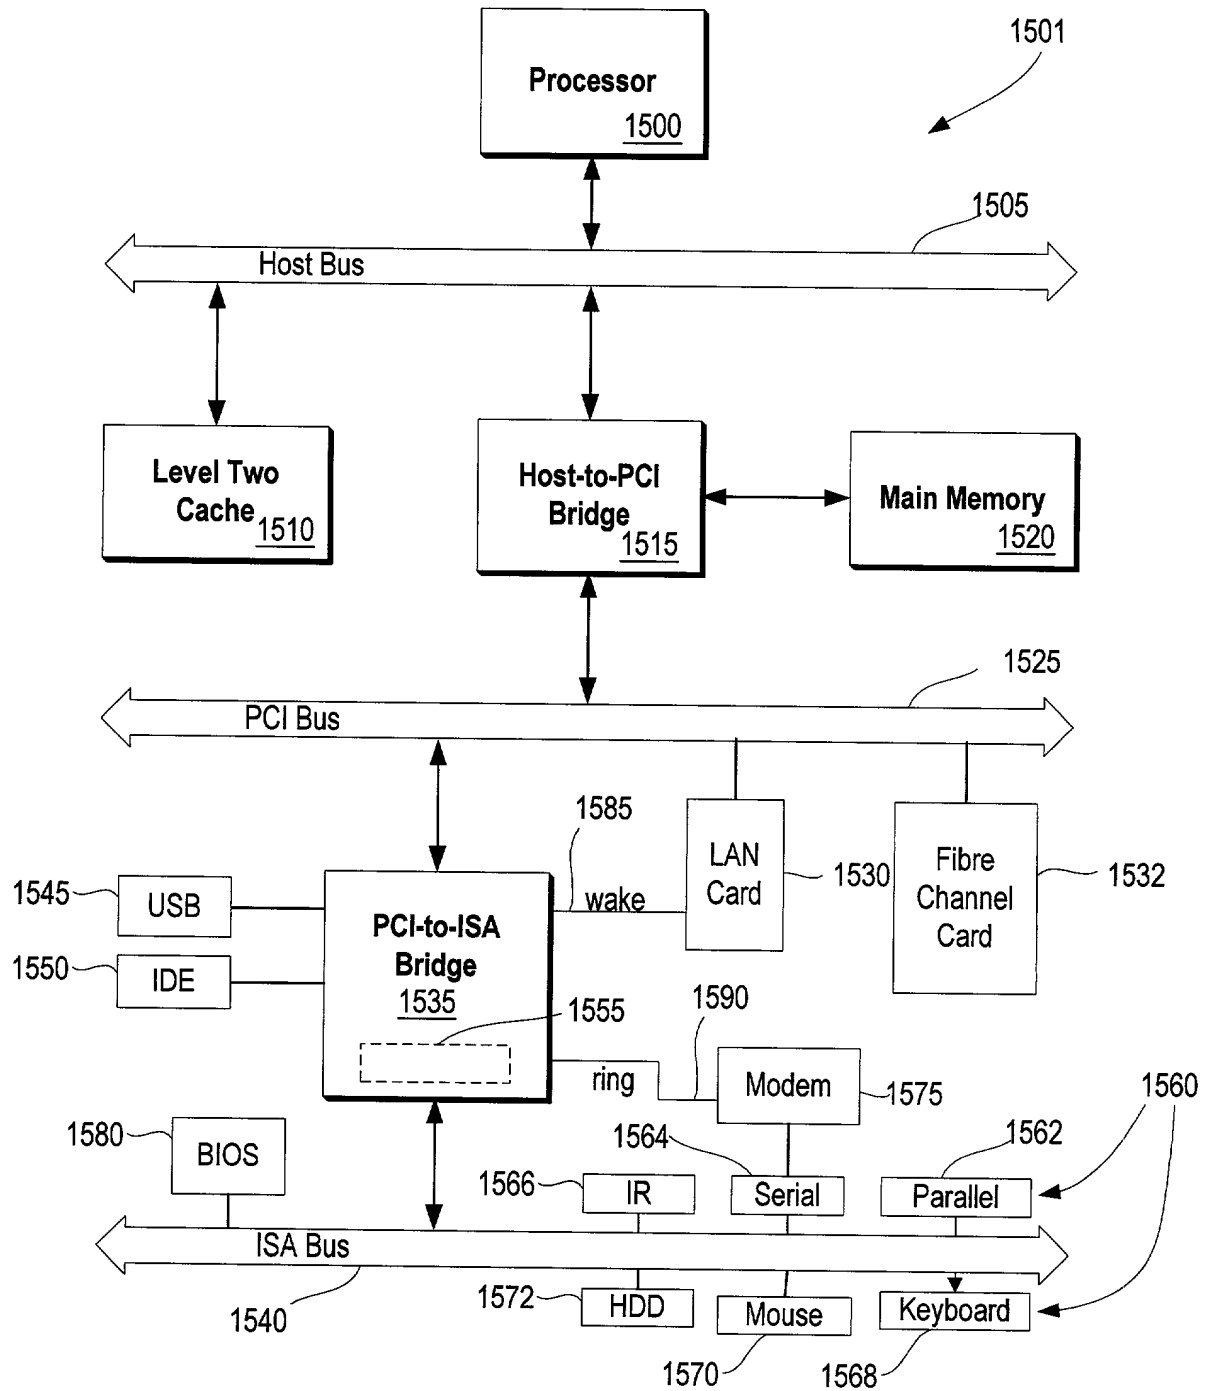 1501
Processor
1500
1505
Host Bus
Level Two
Cache
1510
Host-to-PCI
Bridge
1515
Main Memory
1520
1525
PCI Bus
1585
LAN
Card
1530
Fibre
Channel
Card
1532
1545
USB
wake
PCI-to-ISA
Bridge
1535
1550
IDE
1555
1590
ring
Modem
1575
1560
1580
BIOS
1564
1562
1566
IR
Serial
Parallel
ISA Bus
1540
1572
HDD
Mouse
Keyboard
1570
1568